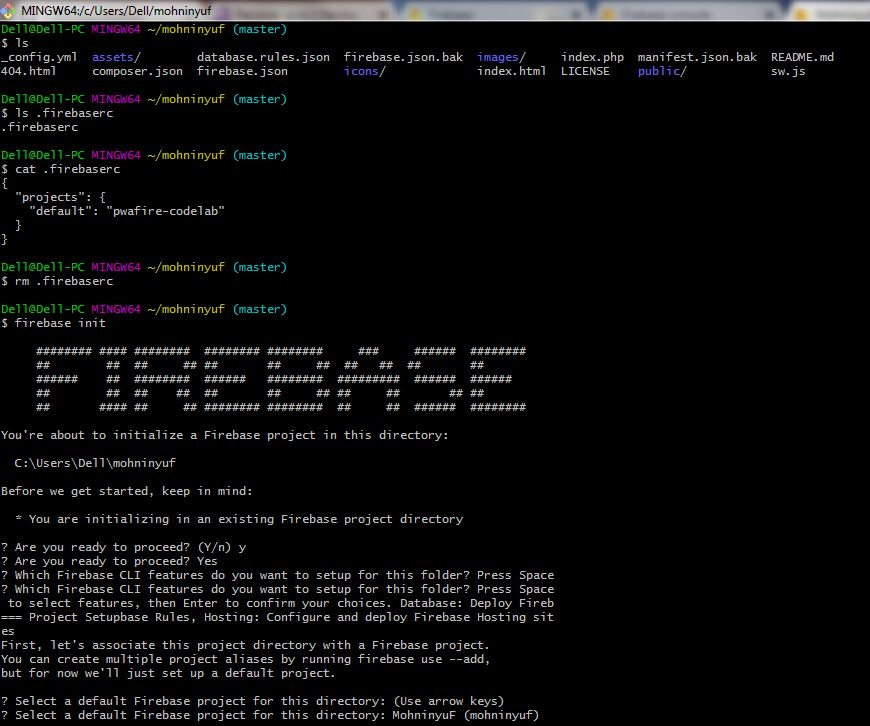 MINGW64:/c/Users/Dell/mohninyuf
Dell@Dell-PC MINGW64 ~/mohninyuf (master)
$ ls
_config.yml  assets/        database.rules.json  firebase.json.bak  images/     index.php  manifest.json.bak  README.md
404.html     composer.json  firebase.json        icons/             index.html  LICENSE    public/            sw.js
Dell@Dell-PC MINGW64 ~/mohninyuf (master)
$ ls .firebaserc
.firebaserc
Dell@Dell-PC MINGW64 ~/mohninyuf (master)
$ cat .firebaserc
{
  "projects": {
    "default": "pwafire-codelab"
  }
}
Dell@Dell-PC MINGW64 ~/mohninyuf (master)
$ rm .firebaserc
Dell@Dell-PC MINGW64 ~/mohninyuf (master)
$ firebase init
     ######## #### ########  ######## ########     ###     ######  ########
     ##        ##  ##     ## ##       ##     ##  ##   ##  ##       ##
     ######    ##  ########  ######   ########  #########  ######  ######
     ##        ##  ##    ##  ##       ##     ## ##     ##       ## ##
     ##       #### ##     ## ######## ########  ##     ##  ######  ########
You're about to initialize a Firebase project in this directory:
  C:\Users\Dell\mohninyuf
Before we get started, keep in mind:
  * You are initializing in an existing Firebase project directory
? Are you ready to proceed? (Y/n) y
? Are you ready to proceed? Yes
? Which Firebase CLI features do you want to setup for this folder? Press Space
? Which Firebase CLI features do you want to setup for this folder? Press Space
 to select features, then Enter to confirm your choices. Database: Deploy Fireb
=== Project Setupbase Rules, Hosting: Configure and deploy Firebase Hosting sit
es
First, let's associate this project directory with a Firebase project.
You can create multiple project aliases by running firebase use --add,
but for now we'll just set up a default project.
? Select a default Firebase project for this directory: (Use arrow keys)
? Select a default Firebase project for this directory: MohninyuF (mohninyuf)